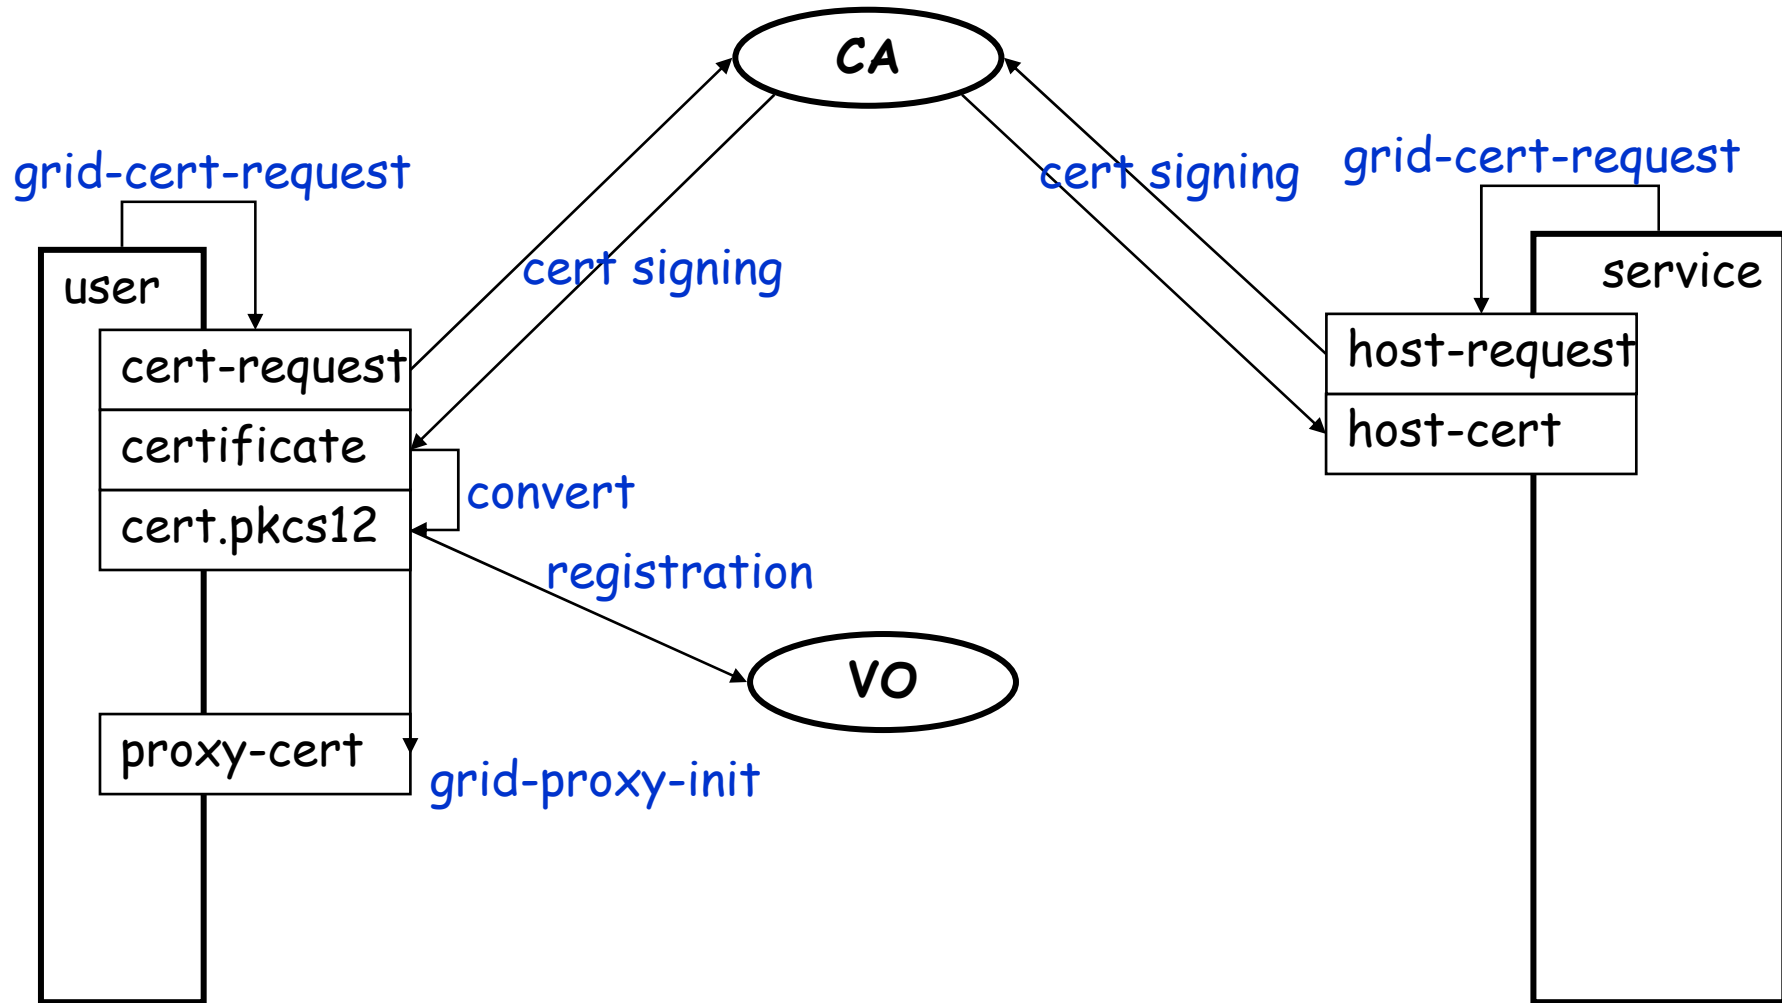 CA
grid-cert-request
cert signing
grid-cert-request
user
cert signing
service
cert-request
host-request
certificate
host-cert
convert
cert.pkcs12
registration
VO
proxy-cert
grid-proxy-init